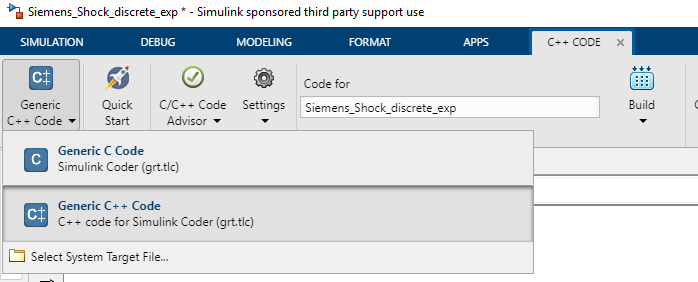 Siemens_Shock_discrete_exp * - Simulink sponsored third party support use
SIMULATION DEBUG MODELING FORMAT APPS C++ CODE
Generic C++ Code
Quick Start
C/C++ Code Advisor
Settings
Code for
Siemens_Shock_discrete_exp
Build
C Generic C Code
Simulink Coder (grt.tlc)
Generic C++ Code
C++ code for Simulink Coder (grt.tlc)
Select System Target File...